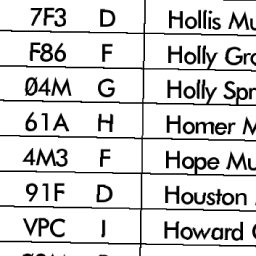 7F3 D Hollis Mu
F86 F Holly Gro
Ø4M G Holly Spr
61A H Homer M
4M3 F Hope Mu
91F D Houston
VPC I Howard